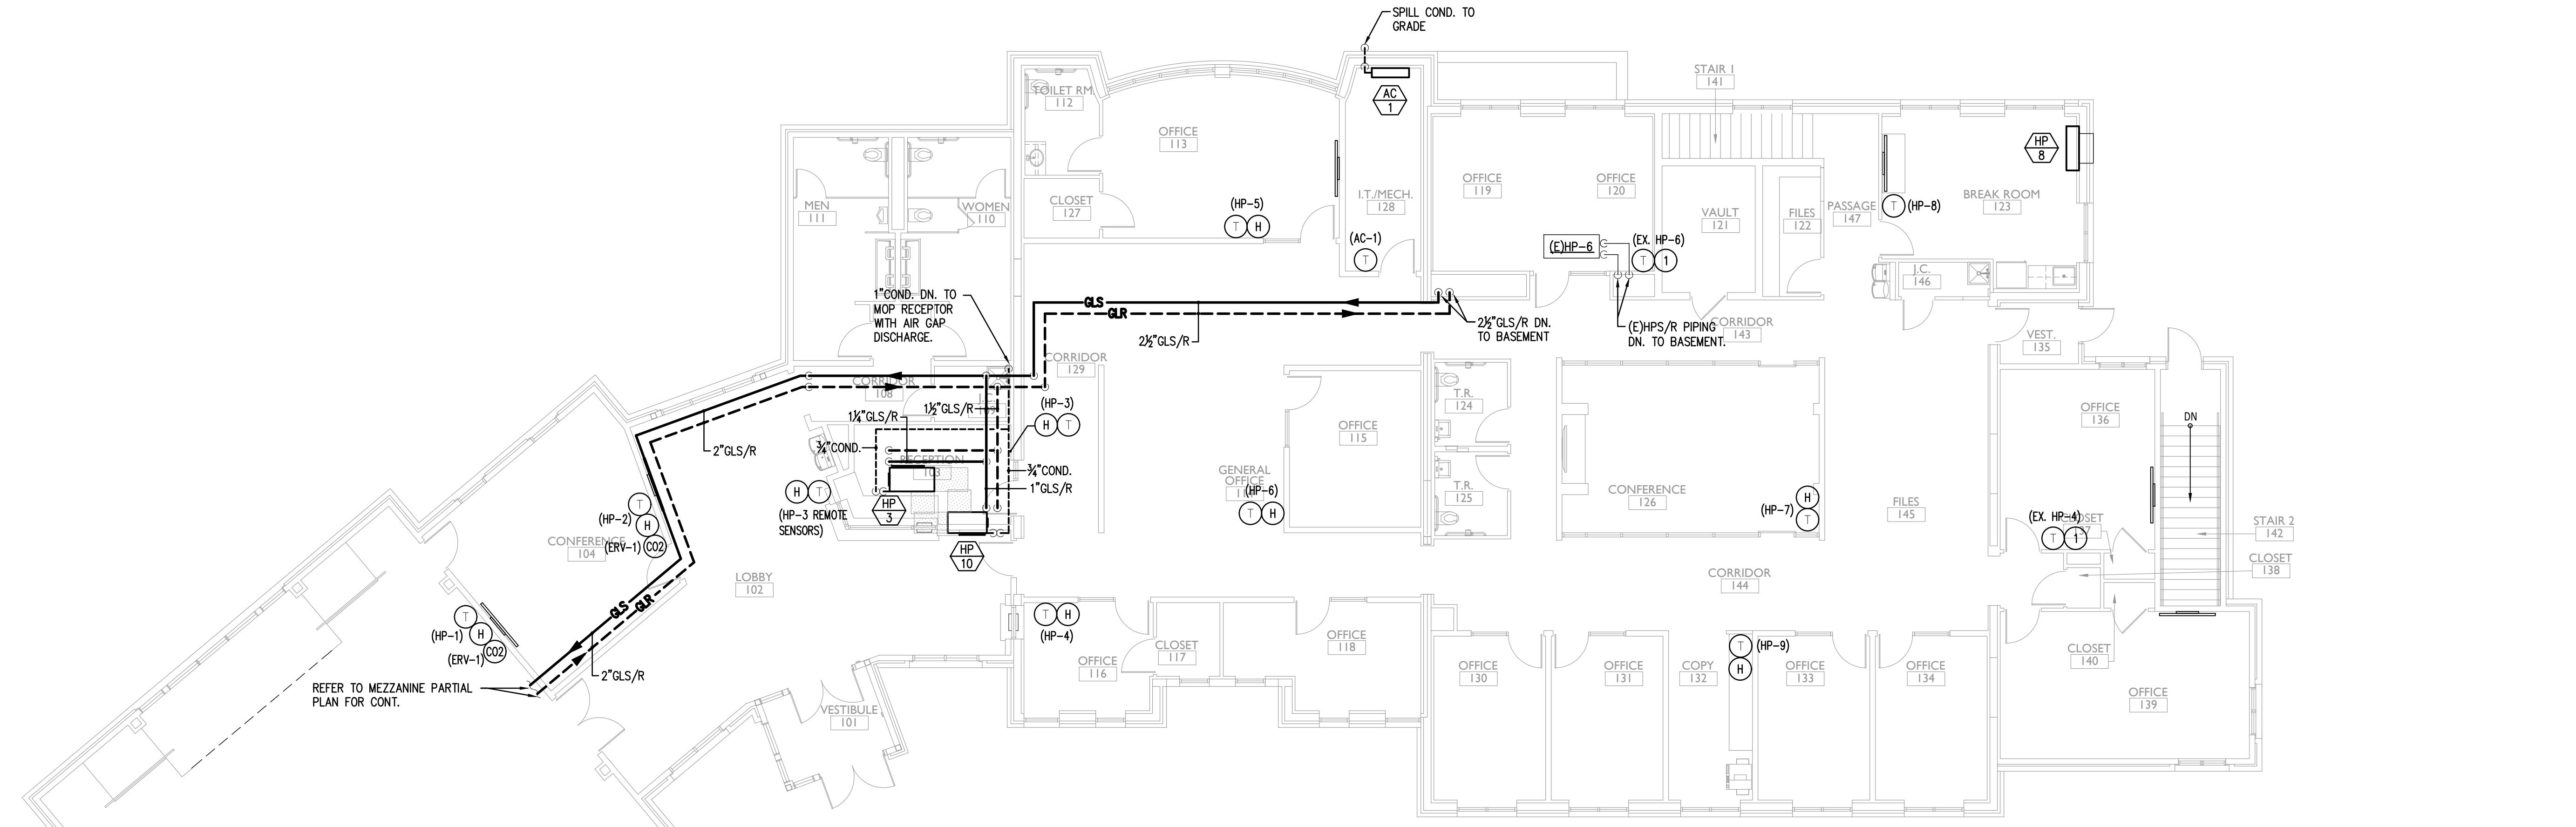 SPILL COND. TO
GRADE
AC
1
STAIR 1
141
TOILET RM.
112
OFFICE
113
I.T./MECH.
128
OFFICE
119
OFFICE
120
VAULT
121
FILES
122
PASSAGE
147
BREAK ROOM
123
HP
8
T
(HP-8)
MEN
111
WOMEN
110
CLOSET
127
(HP-5)
T
H
(AC-1)
T
(E)HP-6
(EX. HP-6)
T
1
J.C.
146
1"COND. DN. TO
MOP RECEPTOR
WITH AIR GAP
DISCHARGE.
GLS
GLR
2½"GLS/R
2½"GLS/R DN.
TO BASEMENT
(E)HPS/R PIPING
DN. TO BASEMENT.
CORRIDOR
143
VEST.
135
CORRIDOR
129
CORRIDOR
108
J.C.
1¼"GLS/R
1½"GLS/R
(HP-3)
H
T
2"GLS/R
¾"COND.
RECEPTION
103
¾"COND.
1"GLS/R
H
T
(HP-3 REMOTE
SENSORS)
HP
3
HP
10
OFFICE
115
GENERAL
OFFICE
(HP-6)
T
H
T.R.
124
T.R.
125
CONFERENCE
126
(HP-7)
H
T
FILES
145
OFFICE
136
DN
(EX. HP-4)
T
1
CLOSET
STAIR 2
142
CLOSET
138
T
(HP-2)
H
(ERV-1)
CO2
CONFERENCE
104
LOBBY
102
CORRIDOR
144
GLS
GLR
T
(HP-1)
H
(ERV-1)
CO2
2"GLS/R
REFER TO MEZZANINE PARTIAL
PLAN FOR CONT.
T
H
(HP-4)
OFFICE
116
CLOSET
117
OFFICE
118
VESTIBULE
101
OFFICE
130
OFFICE
131
COPY
132
T
(HP-9)
H
OFFICE
133
OFFICE
134
CLOSET
140
OFFICE
139